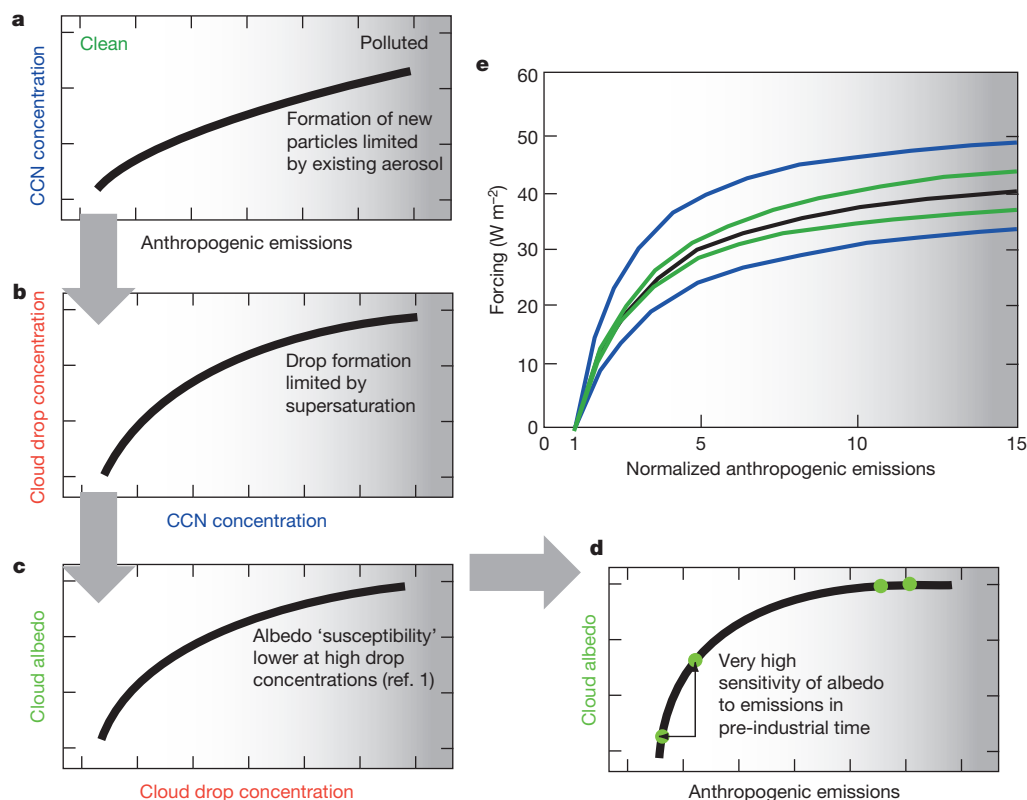 a
Clean
Polluted
CCN concentration
Formation of new
particles limited
by existing aerosol
Anthropogenic emissions
b
Cloud drop concentration
Drop formation
limited by
supersaturation
CCN concentration
c
Cloud albedo
Albedo ‘susceptibility’
lower at high drop
concentrations (ref. 1)
Cloud drop concentration
e
Forcing (W m⁻²)
60
50
40
30
20
10
0
0 1 5 10 15
Normalized anthropogenic emissions
d
Cloud albedo
Very high
sensitivity of albedo
to emissions in
pre-industrial time
Anthropogenic emissions